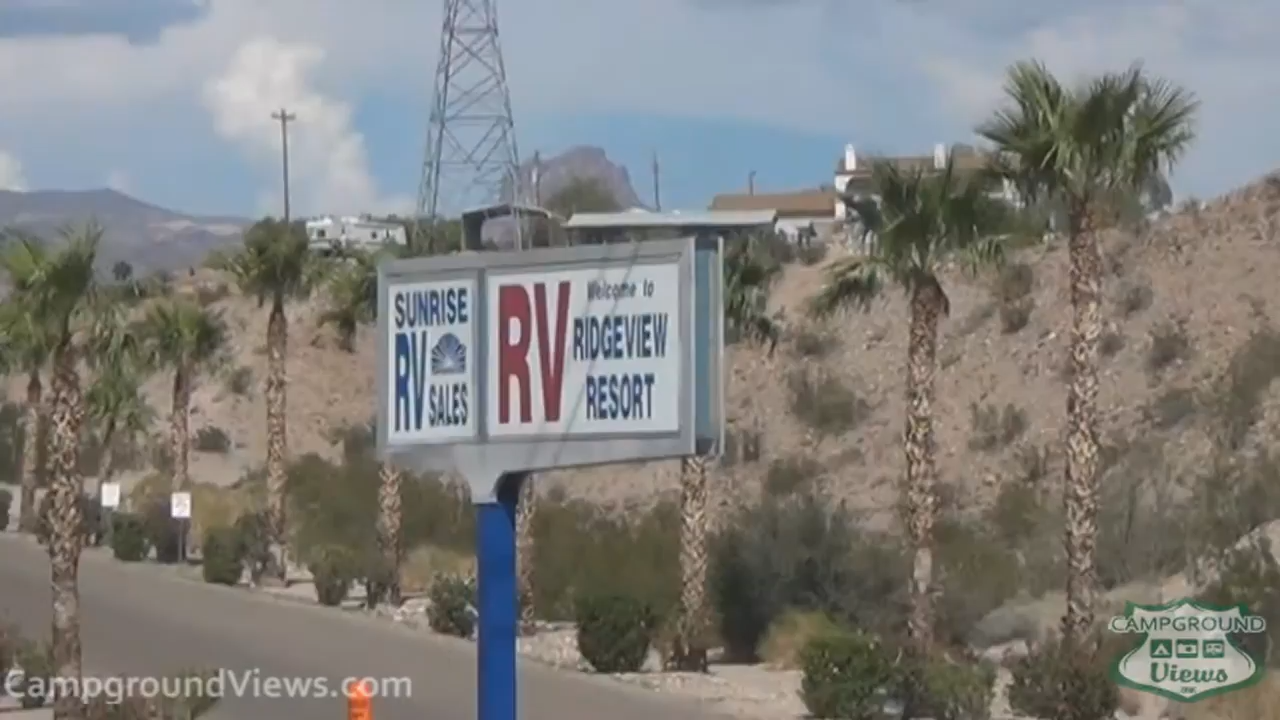 SUNRISE
RV
SALES
RV
Welcome to
RIDGEVIEW
RESORT
CampgroundViews.com
CAMPGROUND
Views